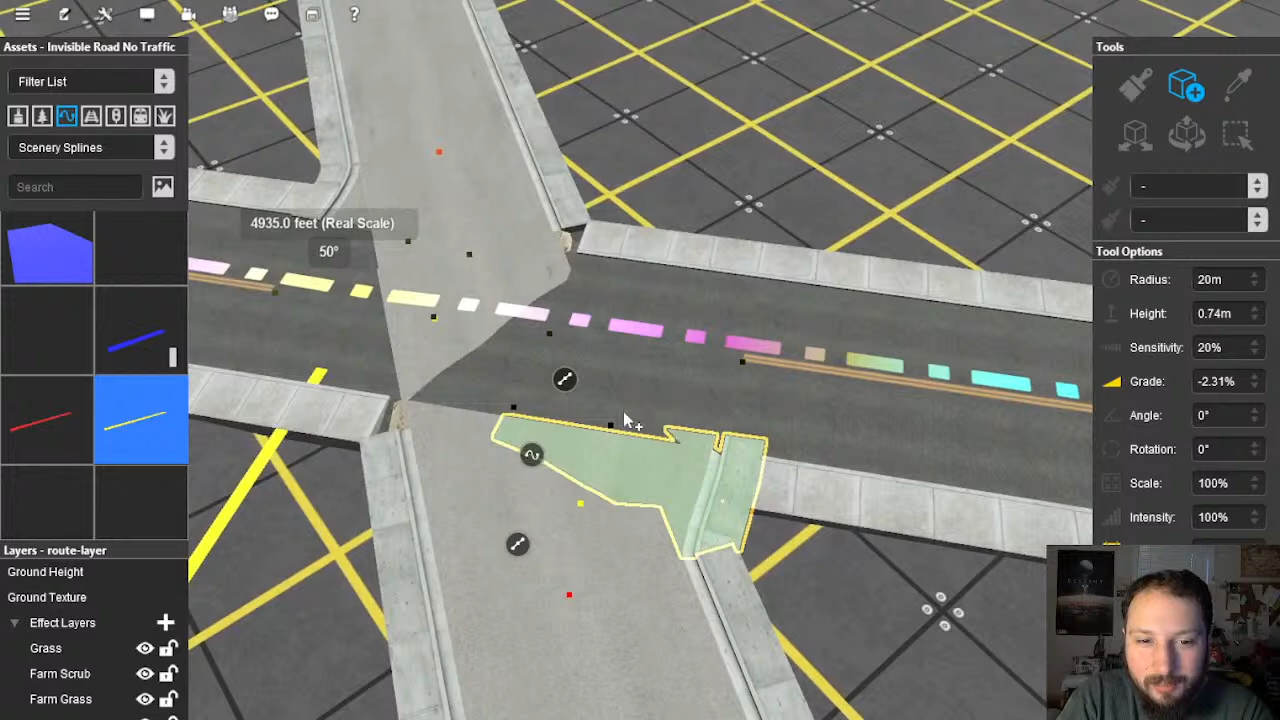 ?
Assets - Invisible Road No Traffic
Filter List
Scenery Splines
Search
Layers - route-layer
Ground Height
Ground Texture
Effect Layers
Grass
Farm Scrub
Farm Grass
4935.0 feet (Real Scale)
50°
Tools
-
-
Tool Options
Radius: 20m
Height: 0.74m
Sensitivity: 20%
Grade: -2.31%
Angle: 0°
Rotation: 0°
Scale: 100%
Intensity: 100%
DESTINY